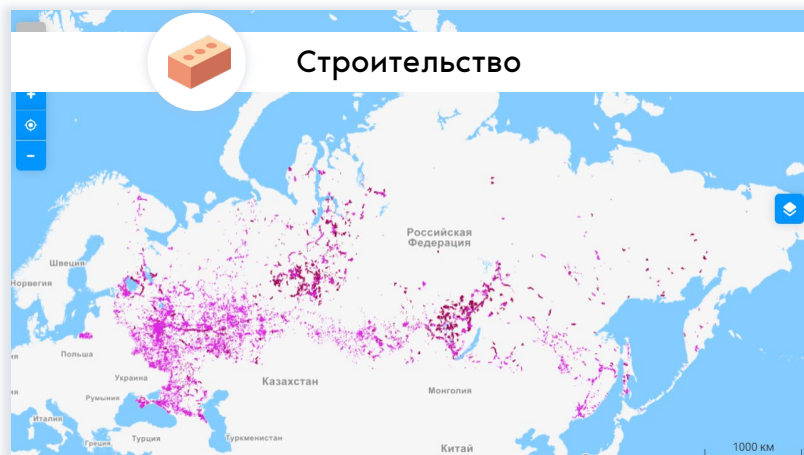 Строительство
+
−
Российская
Федерация
Швеция
Норвегия
Польша
Украина
Казахстан
Румыния
Монголия
Италия
Греция
Турция
Туркменистан
Китай
1000 км